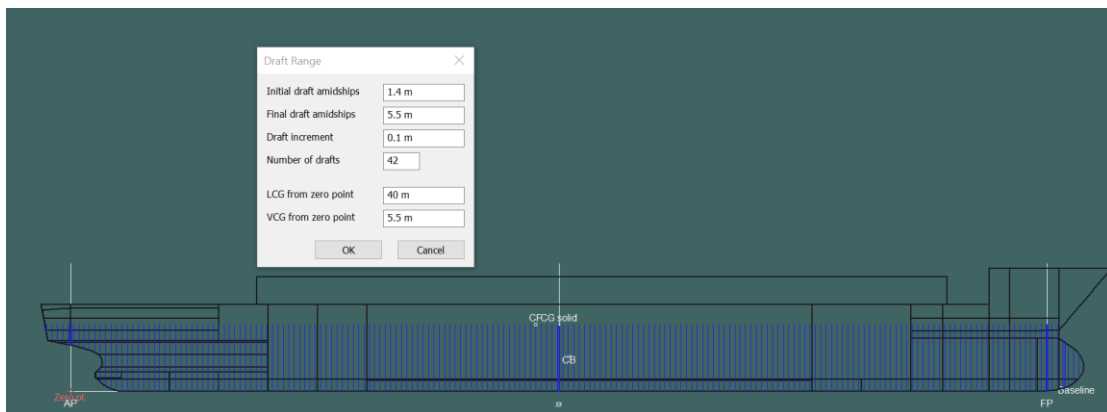 Draft Range
Initial draft amidships 1.4 m
Final draft amidships 5.5 m
Draft increment 0.1 m
Number of drafts 42
LCG from zero point 40 m
VCG from zero point 5.5 m
OK Cancel
CFCG solid
CB
Zero pt.
Baseline
AP
FP